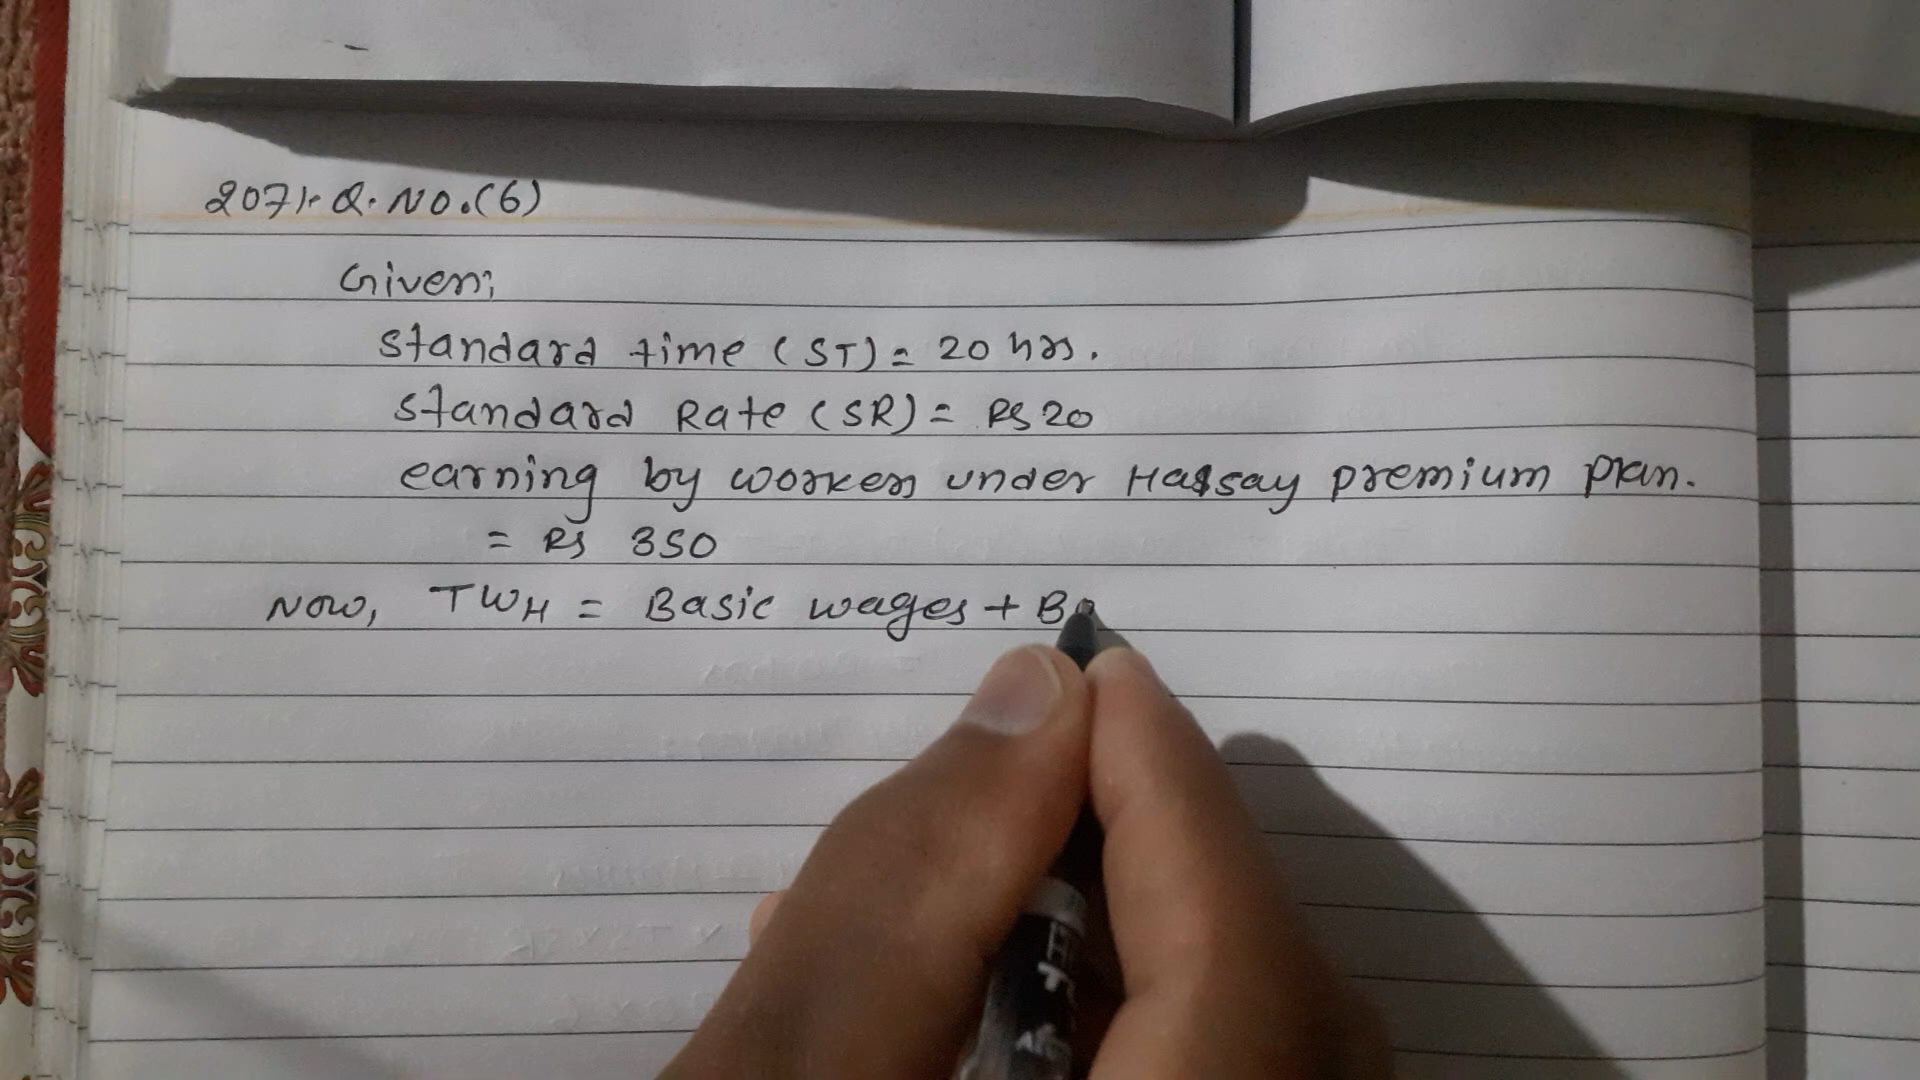 2071. Q. NO. (6)
Given;
standard time (ST) = 20 hrs.
standard Rate (SR) = Rs 20
earning by worker under Halsay premium plan.
= Rs 350
Now, TWH = Basic wages + B